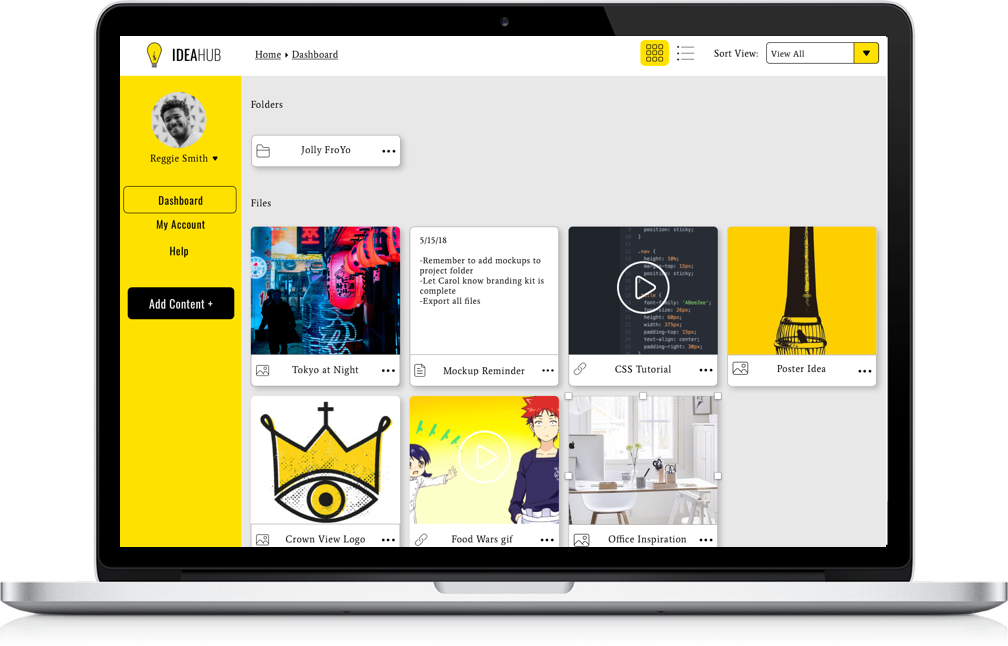 IDEAHUB
Home ▸ Dashboard
Sort View:
View All
Reggie Smith
Dashboard
My Account
Help
Add Content +
Folders
Jolly FroYo
Files
Tokyo at Night
5/15/18
-Remember to add mockups to
project folder
-Let Carol know branding kit is
complete
-Export all files
Mockup Reminder
position: sticky;
}
.nav {
height: 10%;
margin-top: 15px;
position: sticky;
font-family: 'ABeeZee';
font-size: 26px;
height: 60px;
width: 375px;
padding-top: 15px;
text-align: center;
padding-right: 30px;
CSS Tutorial
Poster Idea
Crown View Logo
Food Wars gif
Office Inspiration